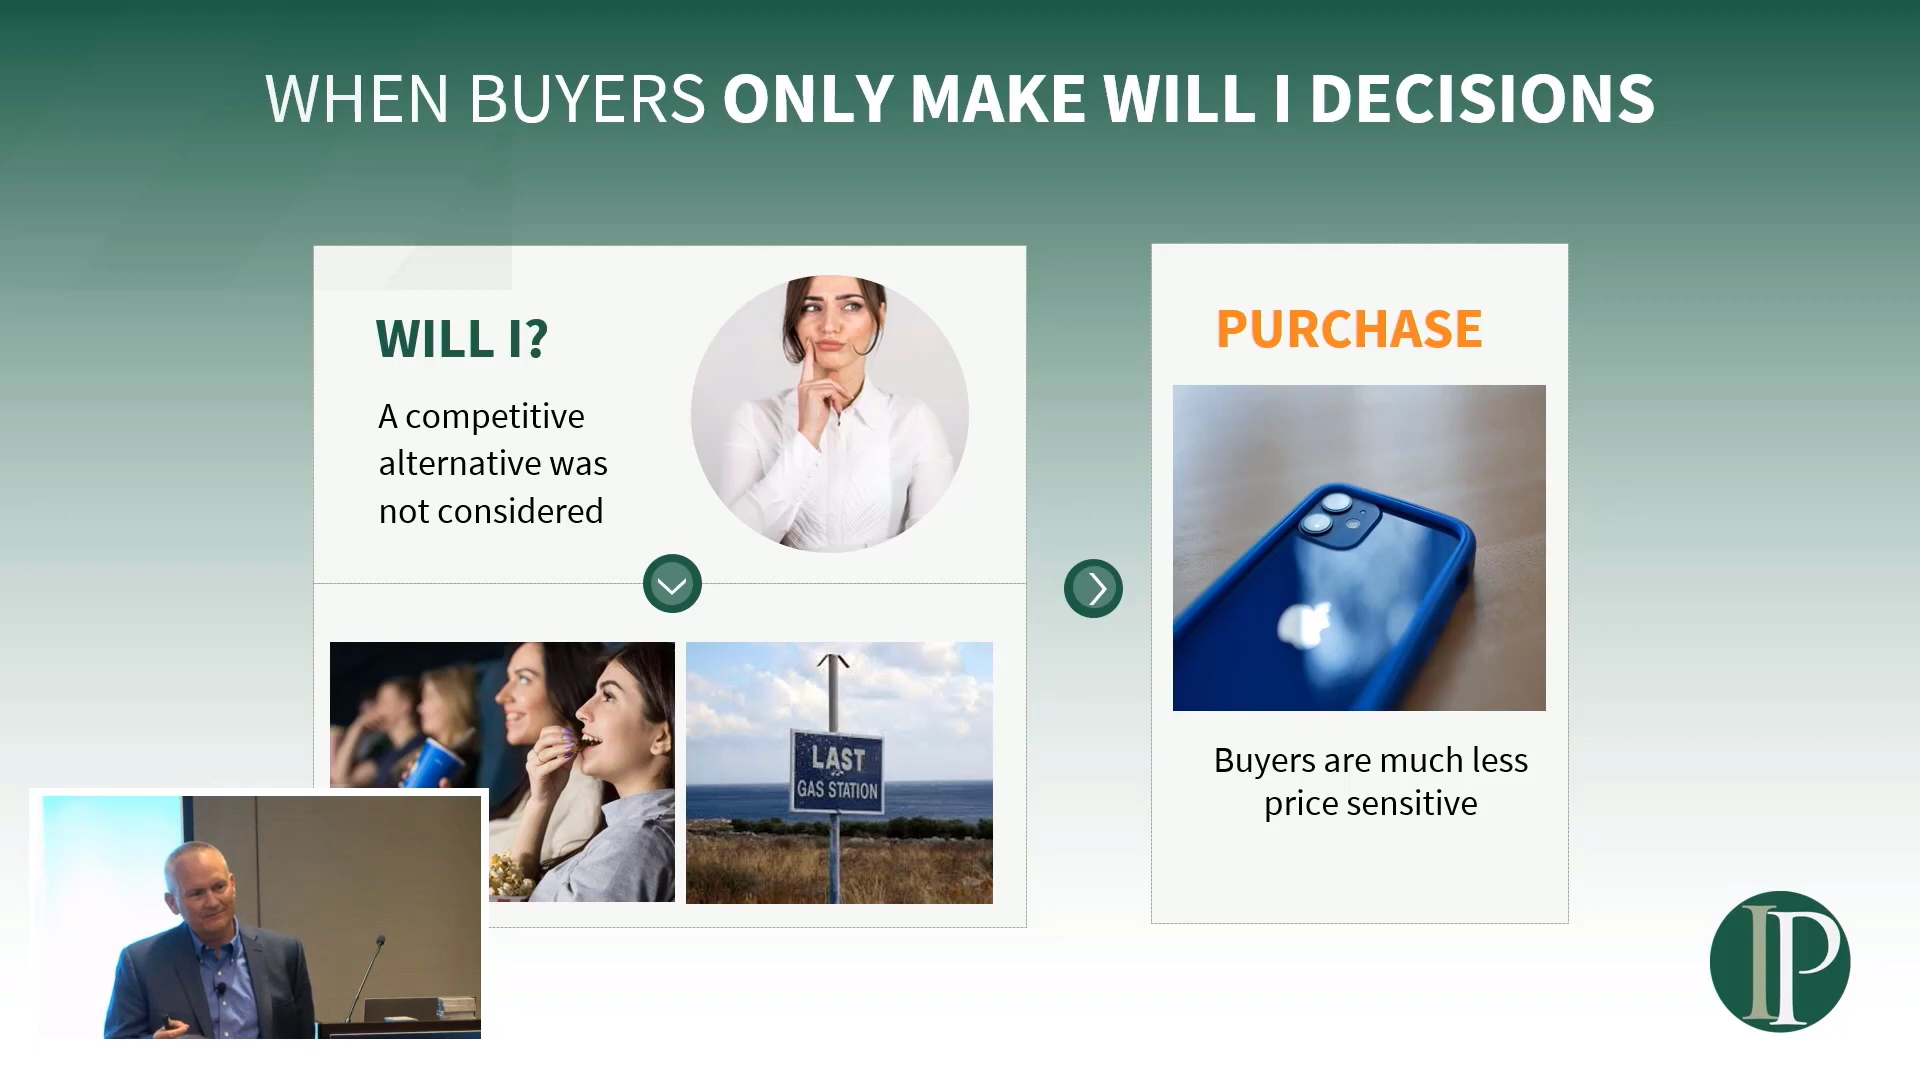 WHEN BUYERS ONLY MAKE WILL I DECISIONS
WILL I?
A competitive
alternative was
not considered
LAST
GAS STATION
PURCHASE
Buyers are much less
price sensitive
IP